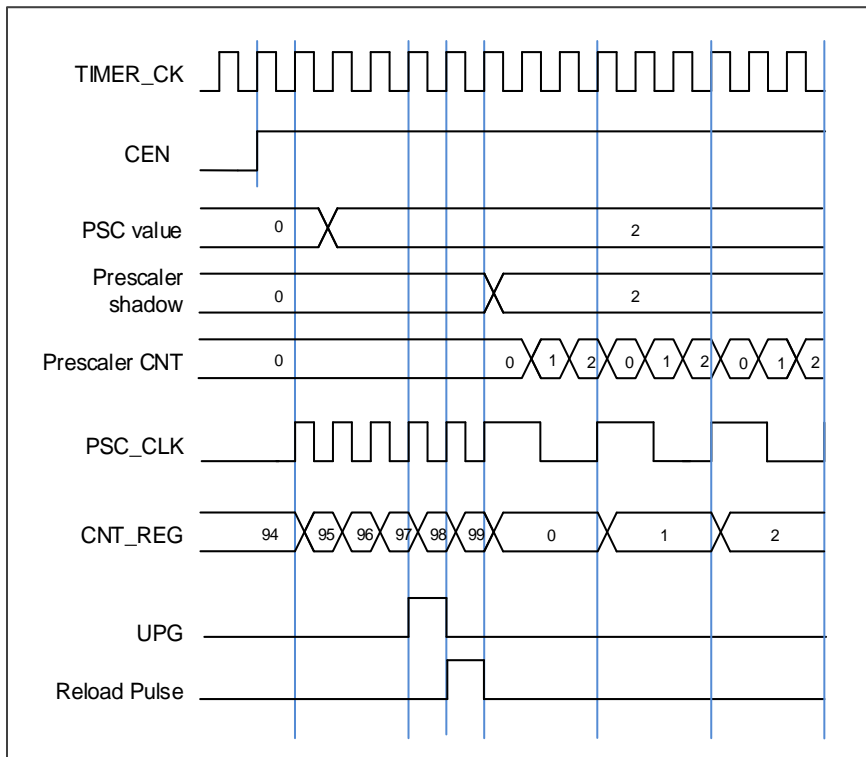 TIMER_CK
CEN
PSC value 0 2
Prescaler
shadow 0 2
Prescaler CNT 0 0 1 2 0 1 2 0 1 2
PSC_CLK
CNT_REG 94 95 96 97 98 99 0 1 2
UPG
Reload Pulse